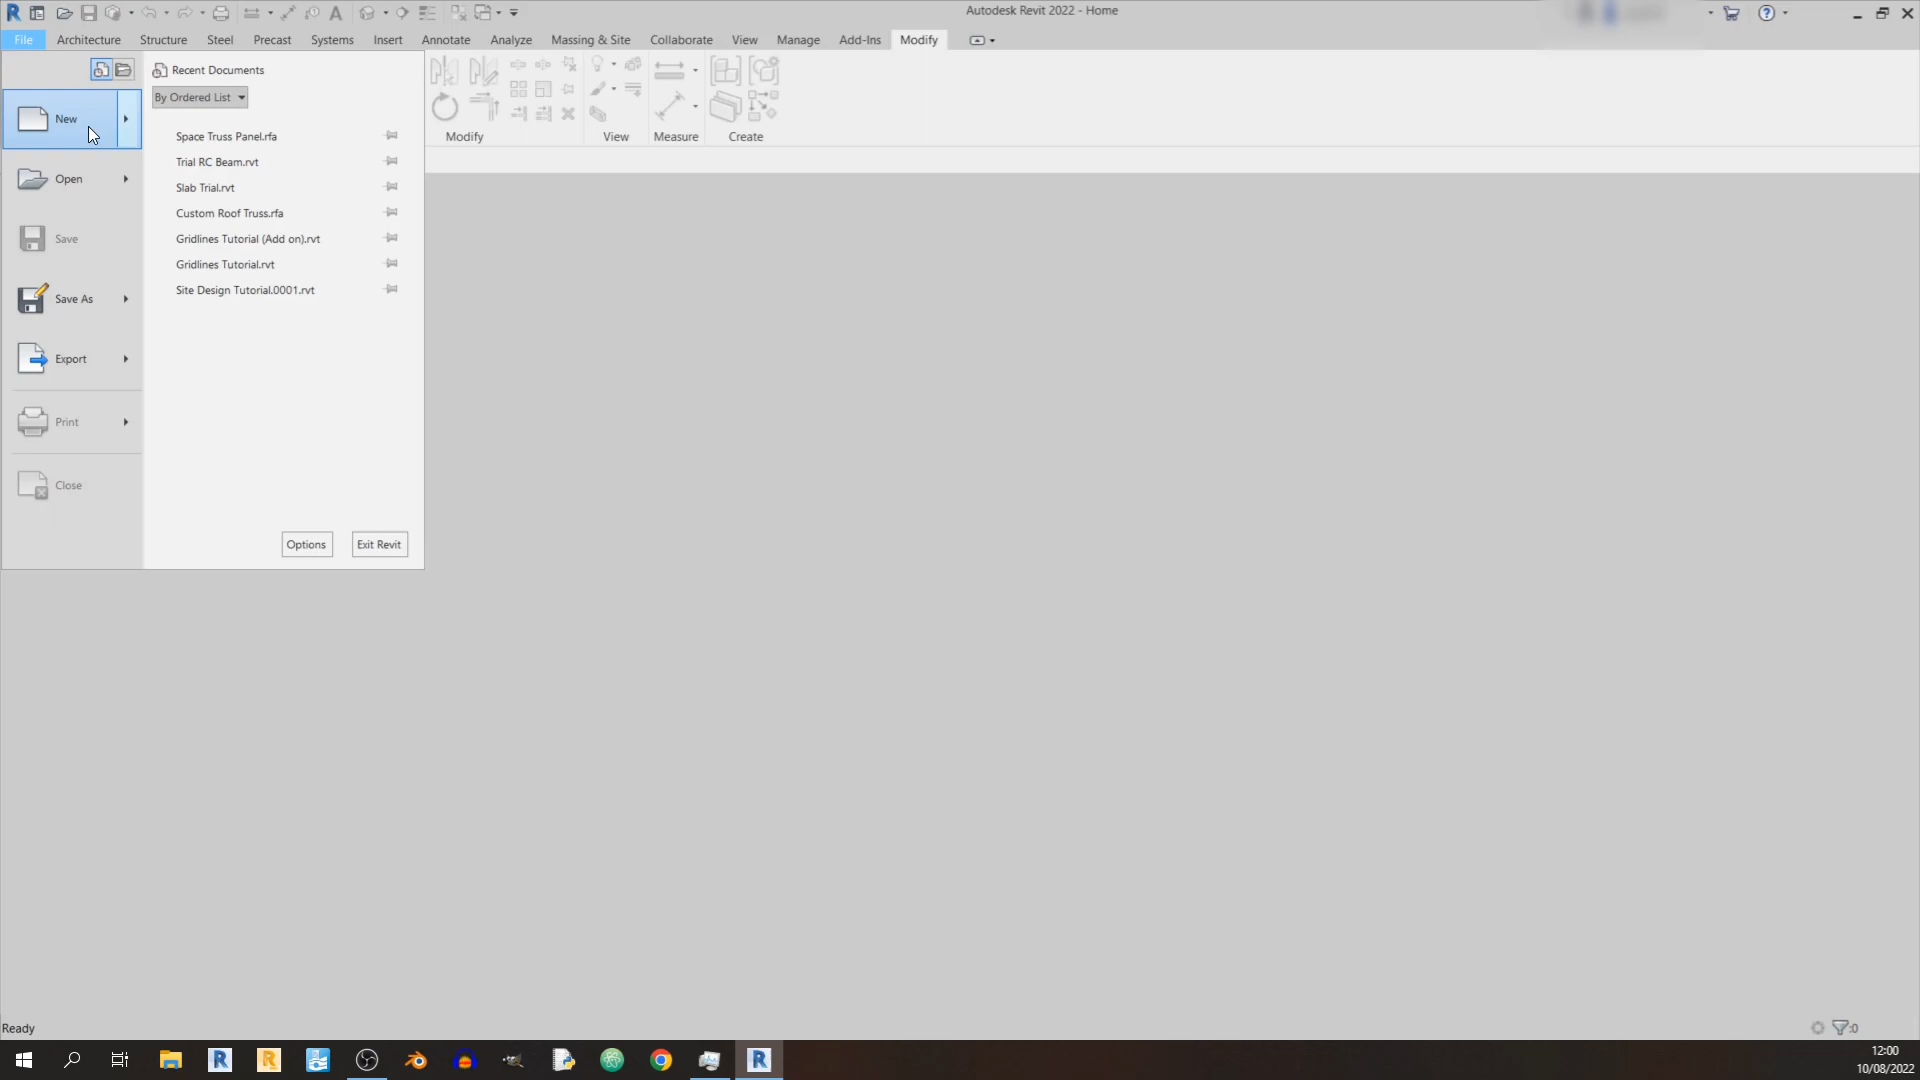 Autodesk Revit 2022 - Home
File Architecture Structure Steel Precast Systems Insert Annotate Analyze Massing & Site Collaborate View Manage Add-Ins Modify
Recent Documents
By Ordered List
New
Open
Save
Save As
Export
Print
Close
Space Truss Panel.rfa
Trial RC Beam.rvt
Slab Trial.rvt
Custom Roof Truss.rfa
Gridlines Tutorial (Add on).rvt
Gridlines Tutorial.rvt
Site Design Tutorial.0001.rvt
Options Exit Revit
Modify View Measure Create
Ready
:0
12:00
10/08/2022